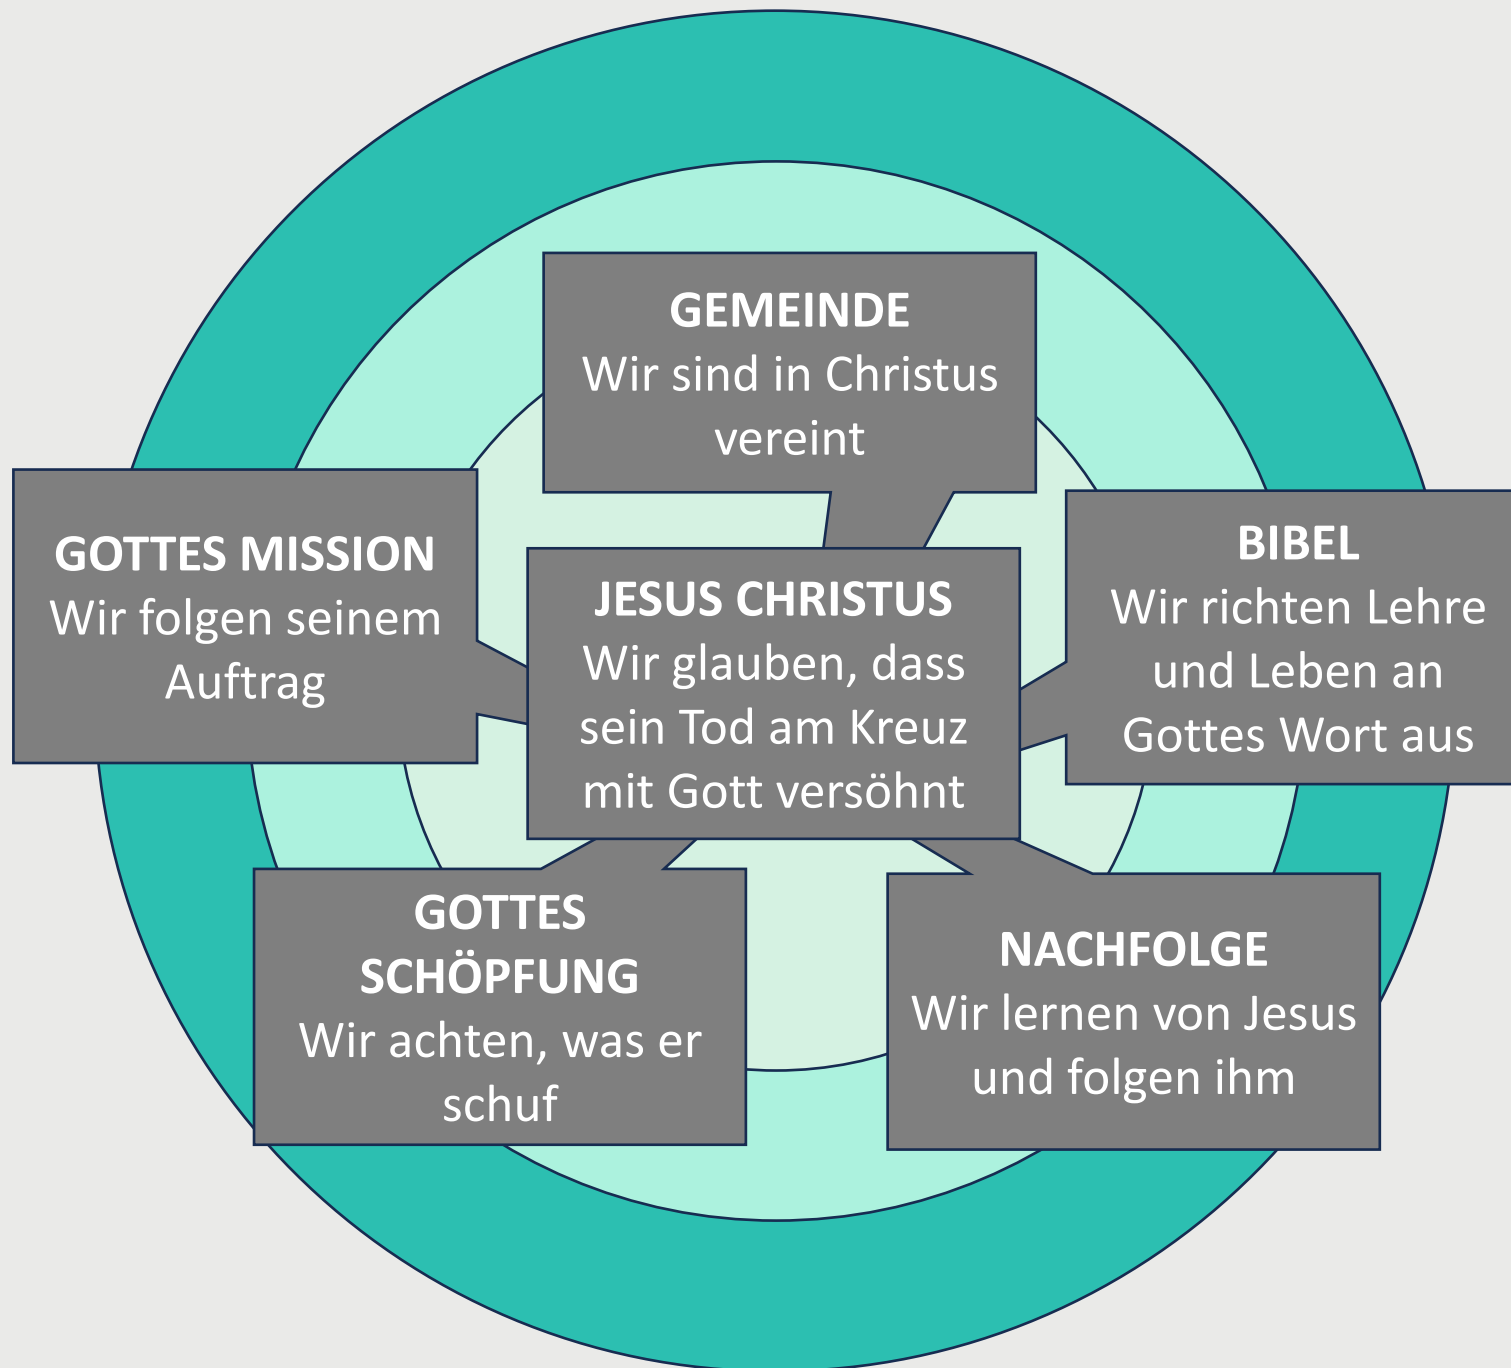 GEMEINDE
Wir sind in Christus
vereint
GOTTES MISSION
Wir folgen seinem
Auftrag
JESUS CHRISTUS
Wir glauben, dass
sein Tod am Kreuz
mit Gott versöhnt
BIBEL
Wir richten Lehre
und Leben an
Gottes Wort aus
GOTTES
SCHÖPFUNG
Wir achten, was er
schuf
NACHFOLGE
Wir lernen von Jesus
und folgen ihm